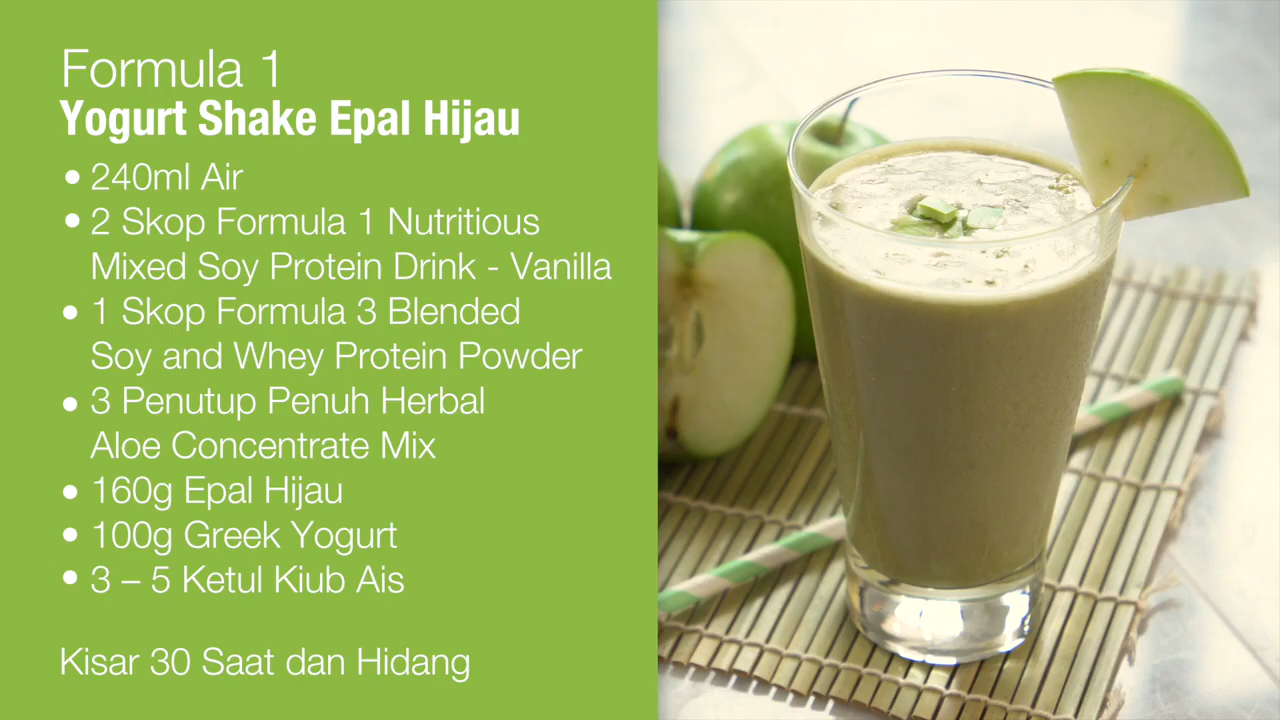 Formula 1
Yogurt Shake Epal Hijau
• 240ml Air
• 2 Skop Formula 1 Nutritious
Mixed Soy Protein Drink - Vanilla
• 1 Skop Formula 3 Blended
Soy and Whey Protein Powder
• 3 Penutup Penuh Herbal
Aloe Concentrate Mix
• 160g Epal Hijau
• 100g Greek Yogurt
• 3 – 5 Ketul Kiub Ais
Kisar 30 Saat dan Hidang